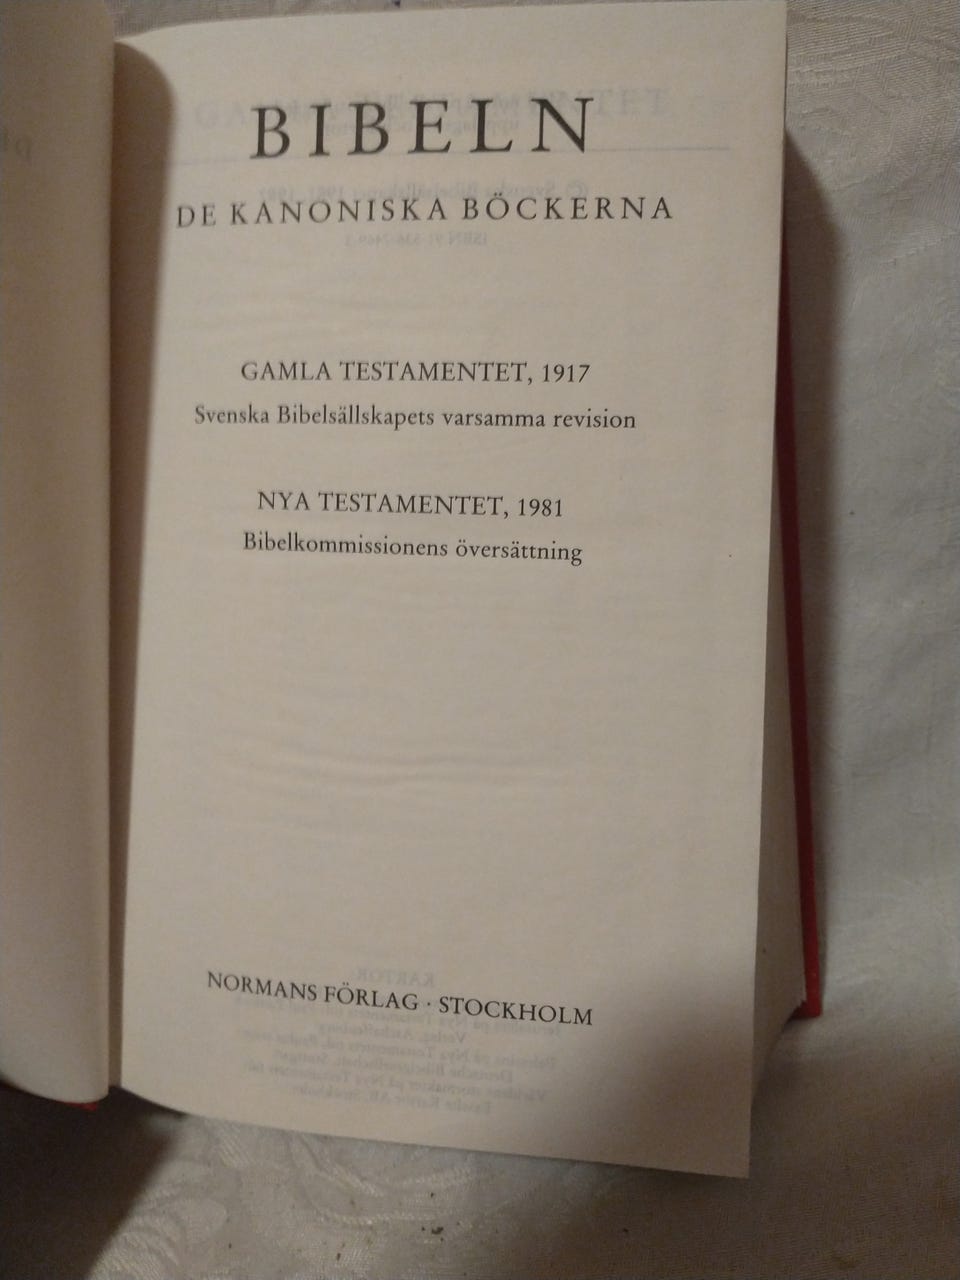 BIBELN
DE KANONISKA BÖCKERNA
GAMLA TESTAMENTET, 1917
Svenska Bibelsällskapets varsamma revision
NYA TESTAMENTET, 1981
Bibelkommissionens översättning
NORMANS FÖRLAG · STOCKHOLM